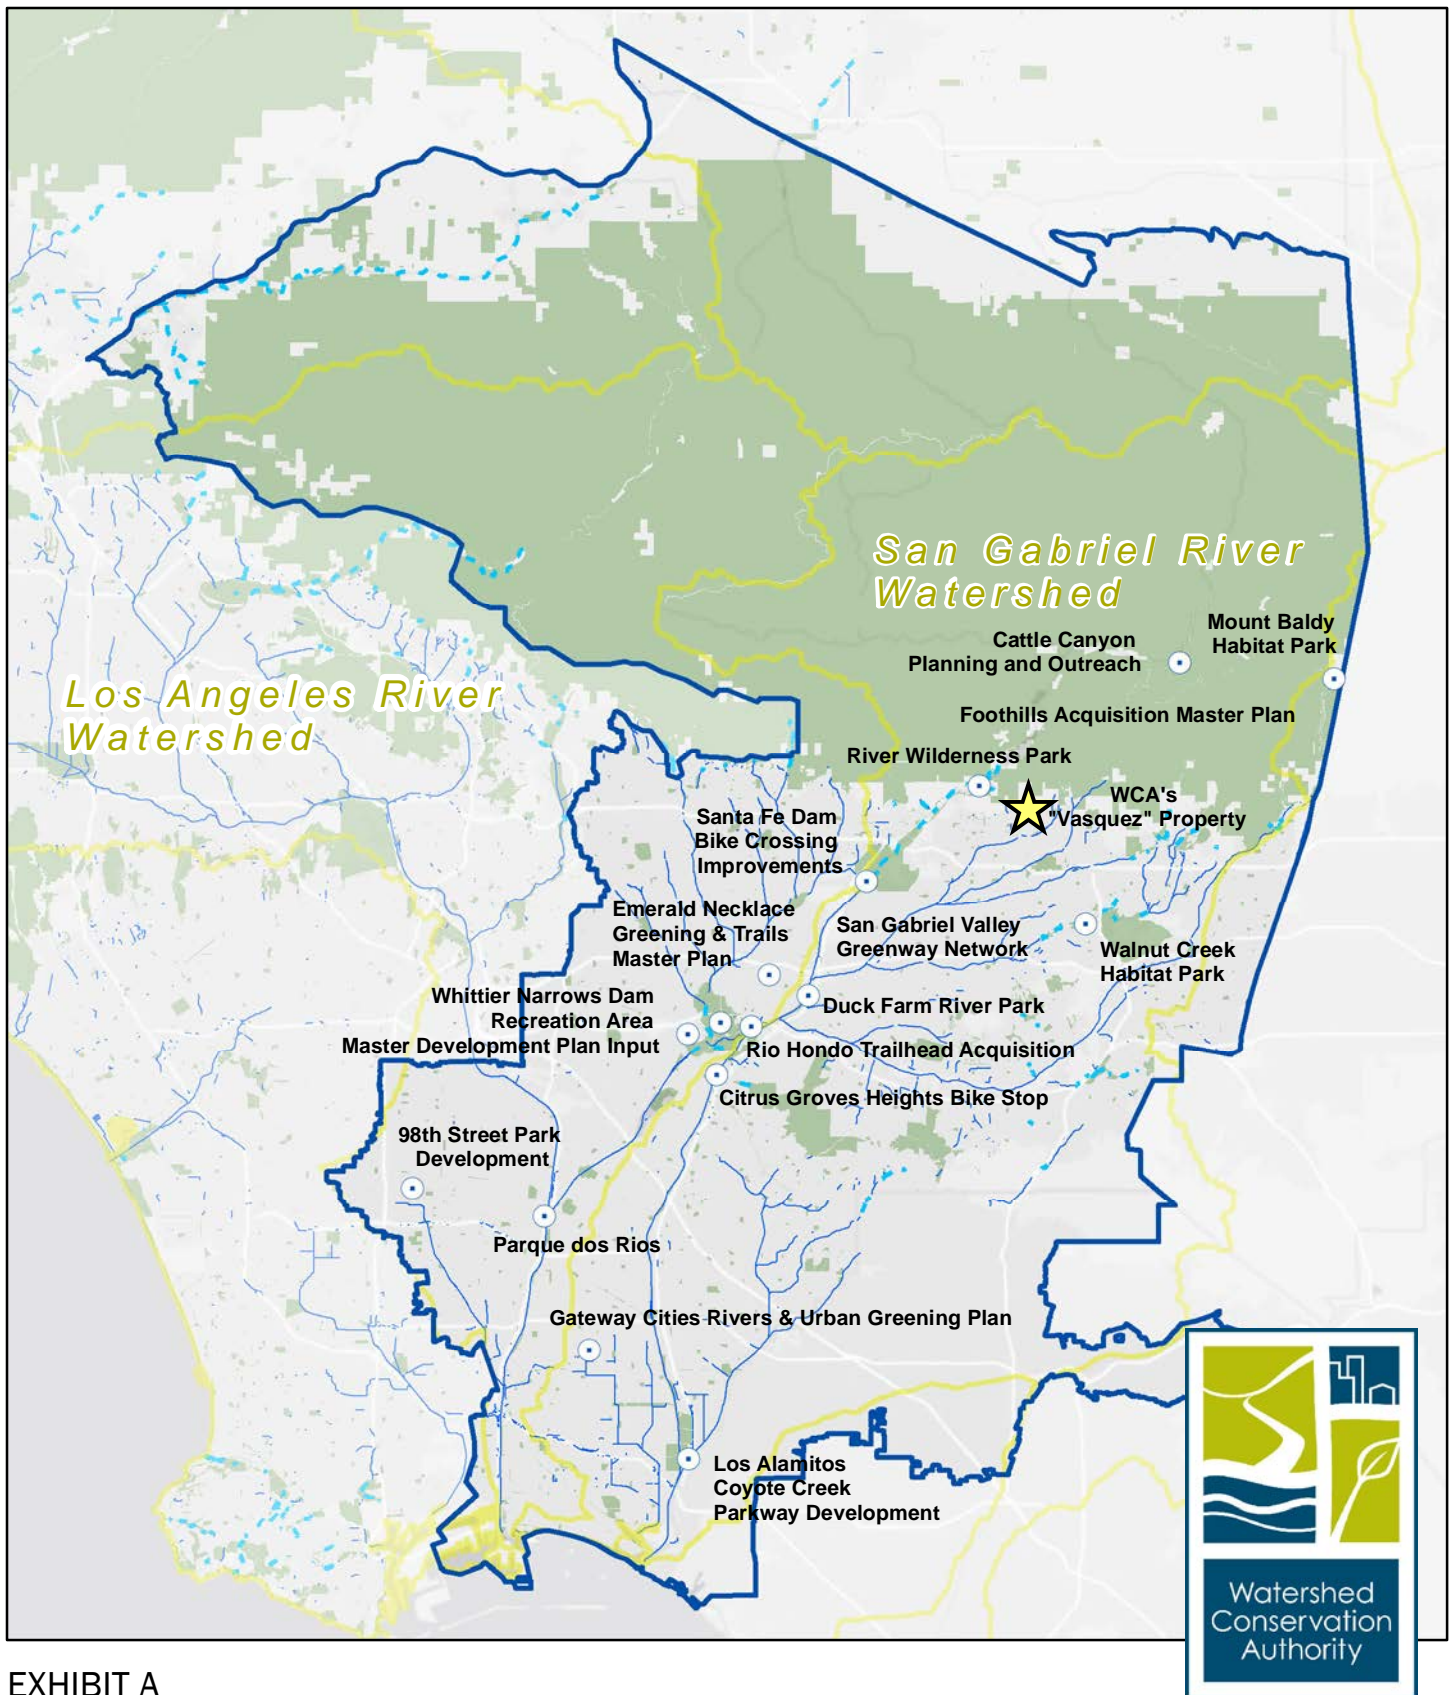 San Gabriel River
Watershed
Mount Baldy
Habitat Park
Cattle Canyon
Planning and Outreach
Los Angeles River
Watershed
Foothills Acquisition Master Plan
River Wilderness Park
WCA's
"Vasquez" Property
Santa Fe Dam
Bike Crossing
Improvements
Emerald Necklace
Greening & Trails
Master Plan
San Gabriel Valley
Greenway Network
Walnut Creek
Habitat Park
Whittier Narrows Dam
Recreation Area
Master Development Plan Input
Duck Farm River Park
Rio Hondo Trailhead Acquisition
Citrus Groves Heights Bike Stop
98th Street Park
Development
Parque dos Rios
Gateway Cities Rivers & Urban Greening Plan
Los Alamitos
Coyote Creek
Parkway Development
Watershed
Conservation
Authority
EXHIBIT A